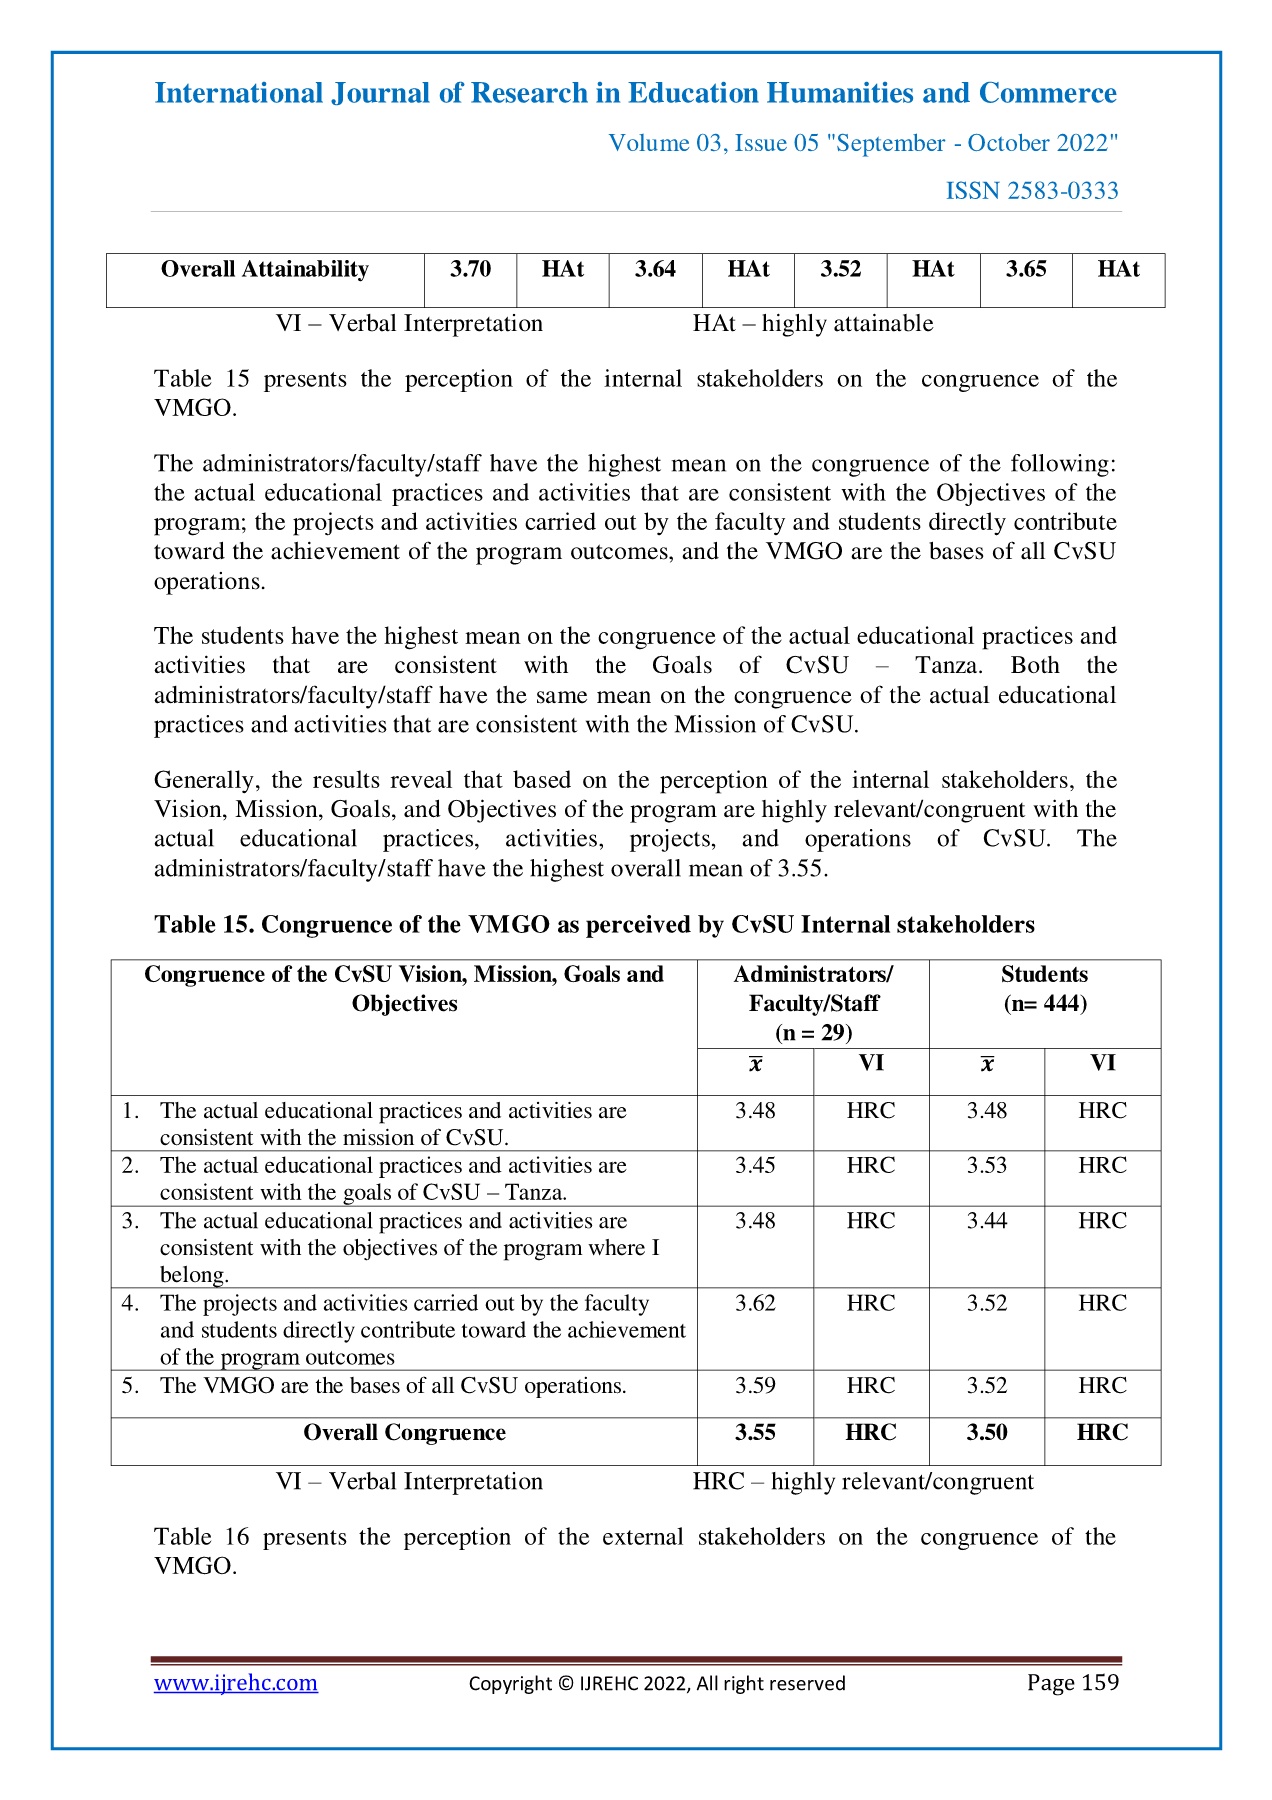 International Journal of Research in Education Humanities and Commerce
Volume 03, Issue 05 "September - October 2022"
ISSN 2583-0333
Overall Attainability 3.70 HAt 3.64 HAt 3.52 HAt 3.65 HAt
VI – Verbal Interpretation HAt – highly attainable
Table 15 presents the perception of the internal stakeholders on the congruence of the
VMGO.
The administrators/faculty/staff have the highest mean on the congruence of the following:
the actual educational practices and activities that are consistent with the Objectives of the
program; the projects and activities carried out by the faculty and students directly contribute
toward the achievement of the program outcomes, and the VMGO are the bases of all CvSU
operations.
The students have the highest mean on the congruence of the actual educational practices and
activities that are consistent with the Goals of CvSU – Tanza. Both the
administrators/faculty/staff have the same mean on the congruence of the actual educational
practices and activities that are consistent with the Mission of CvSU.
Generally, the results reveal that based on the perception of the internal stakeholders, the
Vision, Mission, Goals, and Objectives of the program are highly relevant/congruent with the
actual educational practices, activities, projects, and operations of CvSU. The
administrators/faculty/staff have the highest overall mean of 3.55.
Table 15. Congruence of the VMGO as perceived by CvSU Internal stakeholders
Congruence of the CvSU Vision, Mission, Goals and
Objectives
Administrators/
Faculty/Staff
(n = 29)
Students
(n= 444)
x̅ VI x̅ VI
1. The actual educational practices and activities are
consistent with the mission of CvSU.
3.48 HRC 3.48 HRC
2. The actual educational practices and activities are
consistent with the goals of CvSU – Tanza.
3.45 HRC 3.53 HRC
3. The actual educational practices and activities are
consistent with the objectives of the program where I
belong.
3.48 HRC 3.44 HRC
4. The projects and activities carried out by the faculty
and students directly contribute toward the achievement
of the program outcomes
3.62 HRC 3.52 HRC
5. The VMGO are the bases of all CvSU operations. 3.59 HRC 3.52 HRC
Overall Congruence 3.55 HRC 3.50 HRC
VI – Verbal Interpretation HRC – highly relevant/congruent
Table 16 presents the perception of the external stakeholders on the congruence of the
VMGO.
www.ijrehc.com Copyright © IJREHC 2022, All right reserved Page 159